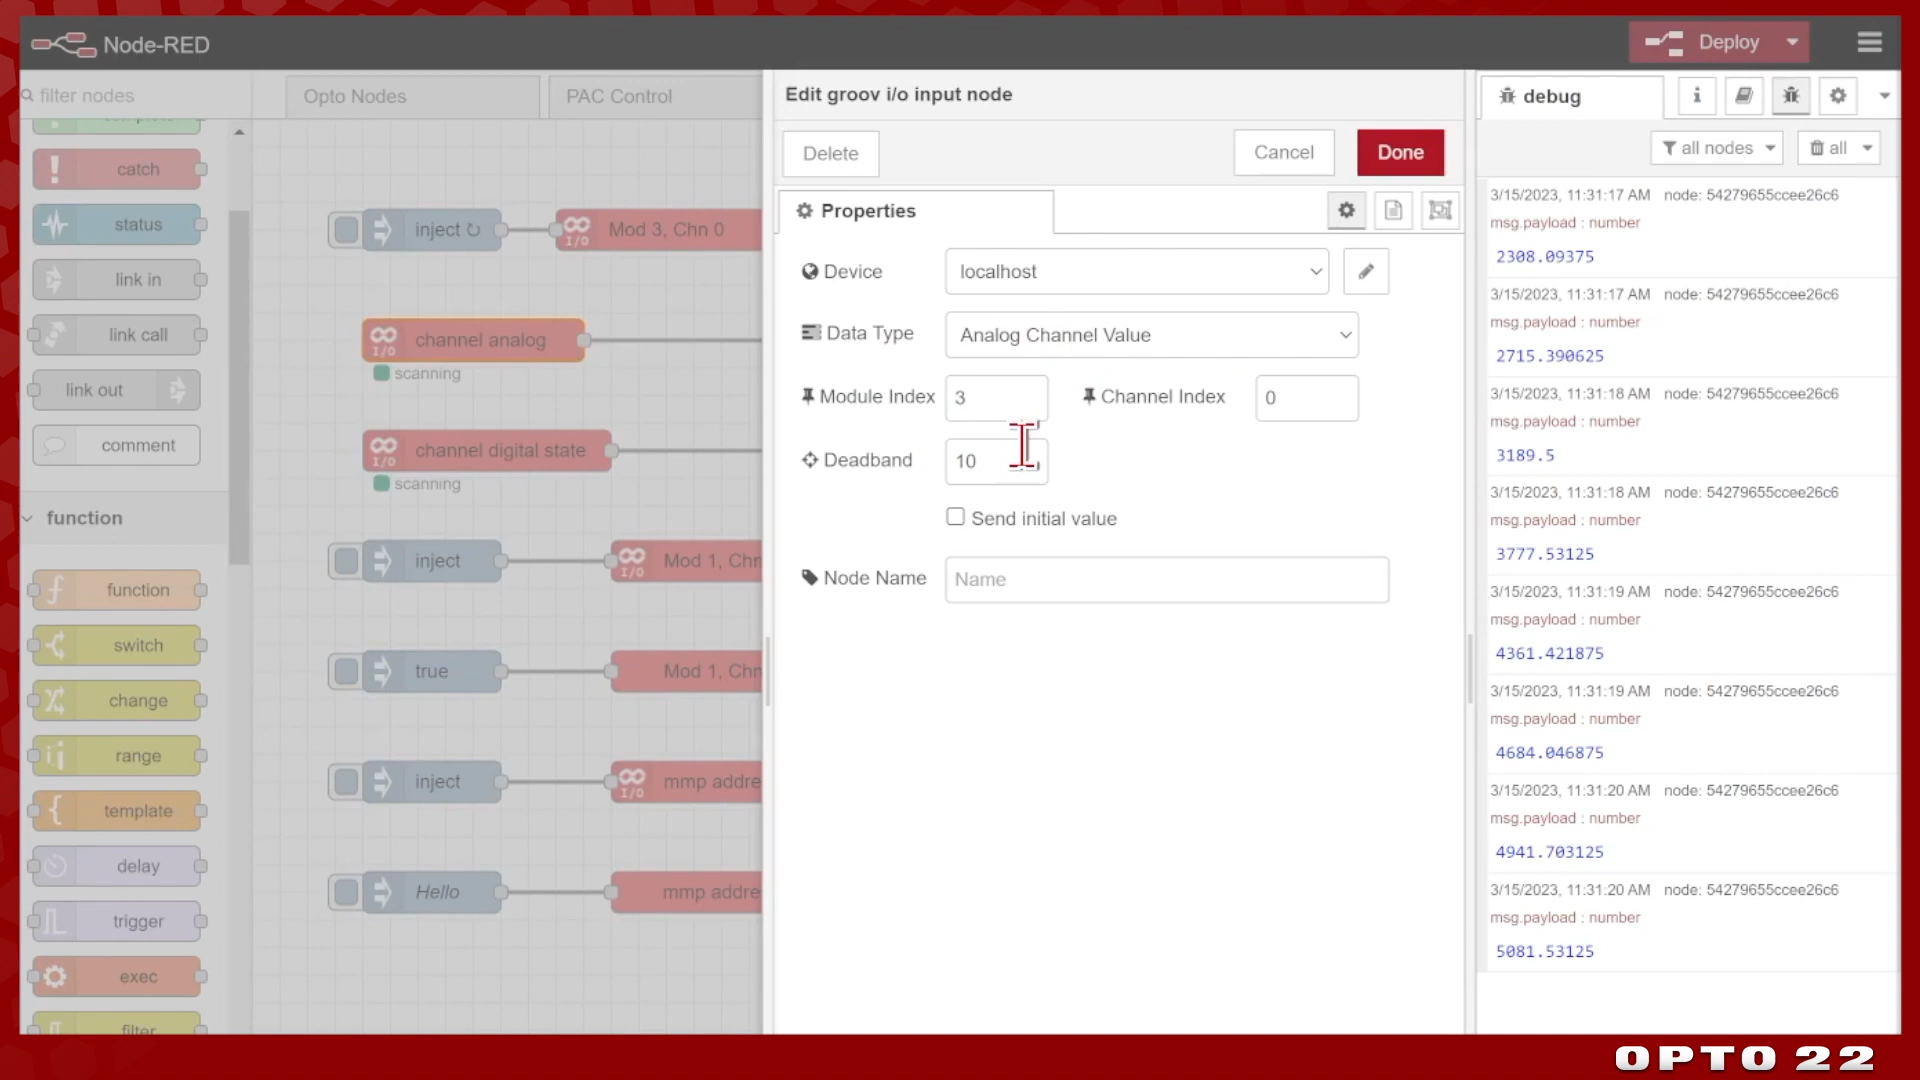 Node-RED
Deploy
filter nodes
Opto Nodes
PAC Control
Edit groov i/o input node
debug
Delete
Cancel
Done
all nodes
all
complete
catch
status
link in
link call
link out
comment
function
function
switch
change
range
template
delay
trigger
exec
filter
inject ↻
I/O
Mod 3, Chn 0
I/O
channel analog
scanning
I/O
channel digital state
scanning
inject
I/O
Mod 1, Chn
true
Mod 1, Chn
inject
I/O
mmp addre
Hello
mmp addre
Properties
Device
localhost
Data Type
Analog Channel Value
Module Index
3
Channel Index
0
Deadband
10
Send initial value
Node Name
Name
3/15/2023, 11:31:17 AM node: 54279655ccee26c6
msg.payload : number
2308.09375
3/15/2023, 11:31:17 AM node: 54279655ccee26c6
msg.payload : number
2715.390625
3/15/2023, 11:31:18 AM node: 54279655ccee26c6
msg.payload : number
3189.5
3/15/2023, 11:31:18 AM node: 54279655ccee26c6
msg.payload : number
3777.53125
3/15/2023, 11:31:19 AM node: 54279655ccee26c6
msg.payload : number
4361.421875
3/15/2023, 11:31:19 AM node: 54279655ccee26c6
msg.payload : number
4684.046875
3/15/2023, 11:31:20 AM node: 54279655ccee26c6
msg.payload : number
4941.703125
3/15/2023, 11:31:20 AM node: 54279655ccee26c6
msg.payload : number
5081.53125
OPTO 22